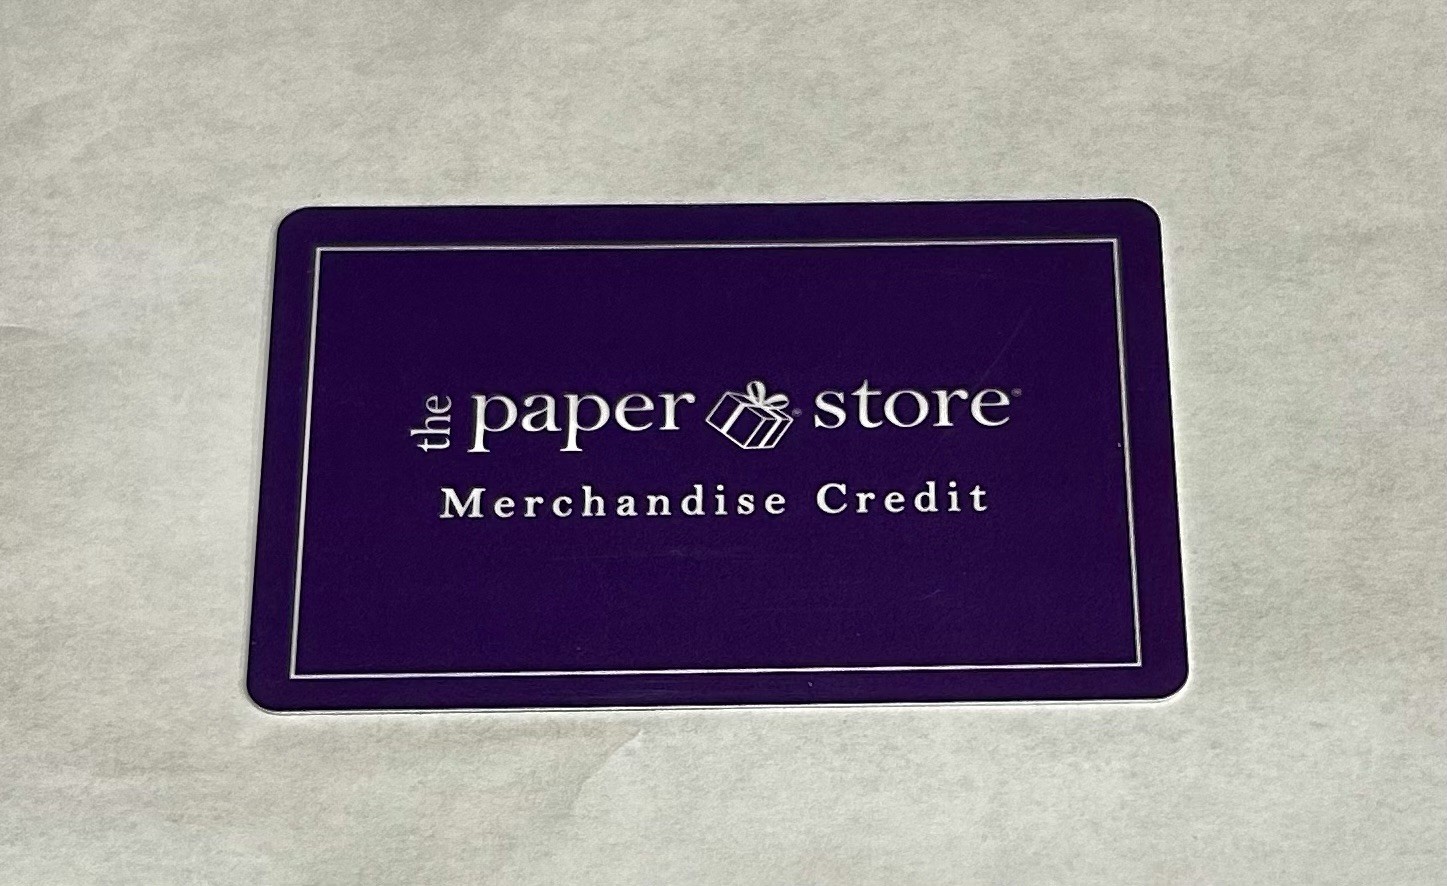 the paper store
Merchandise Credit